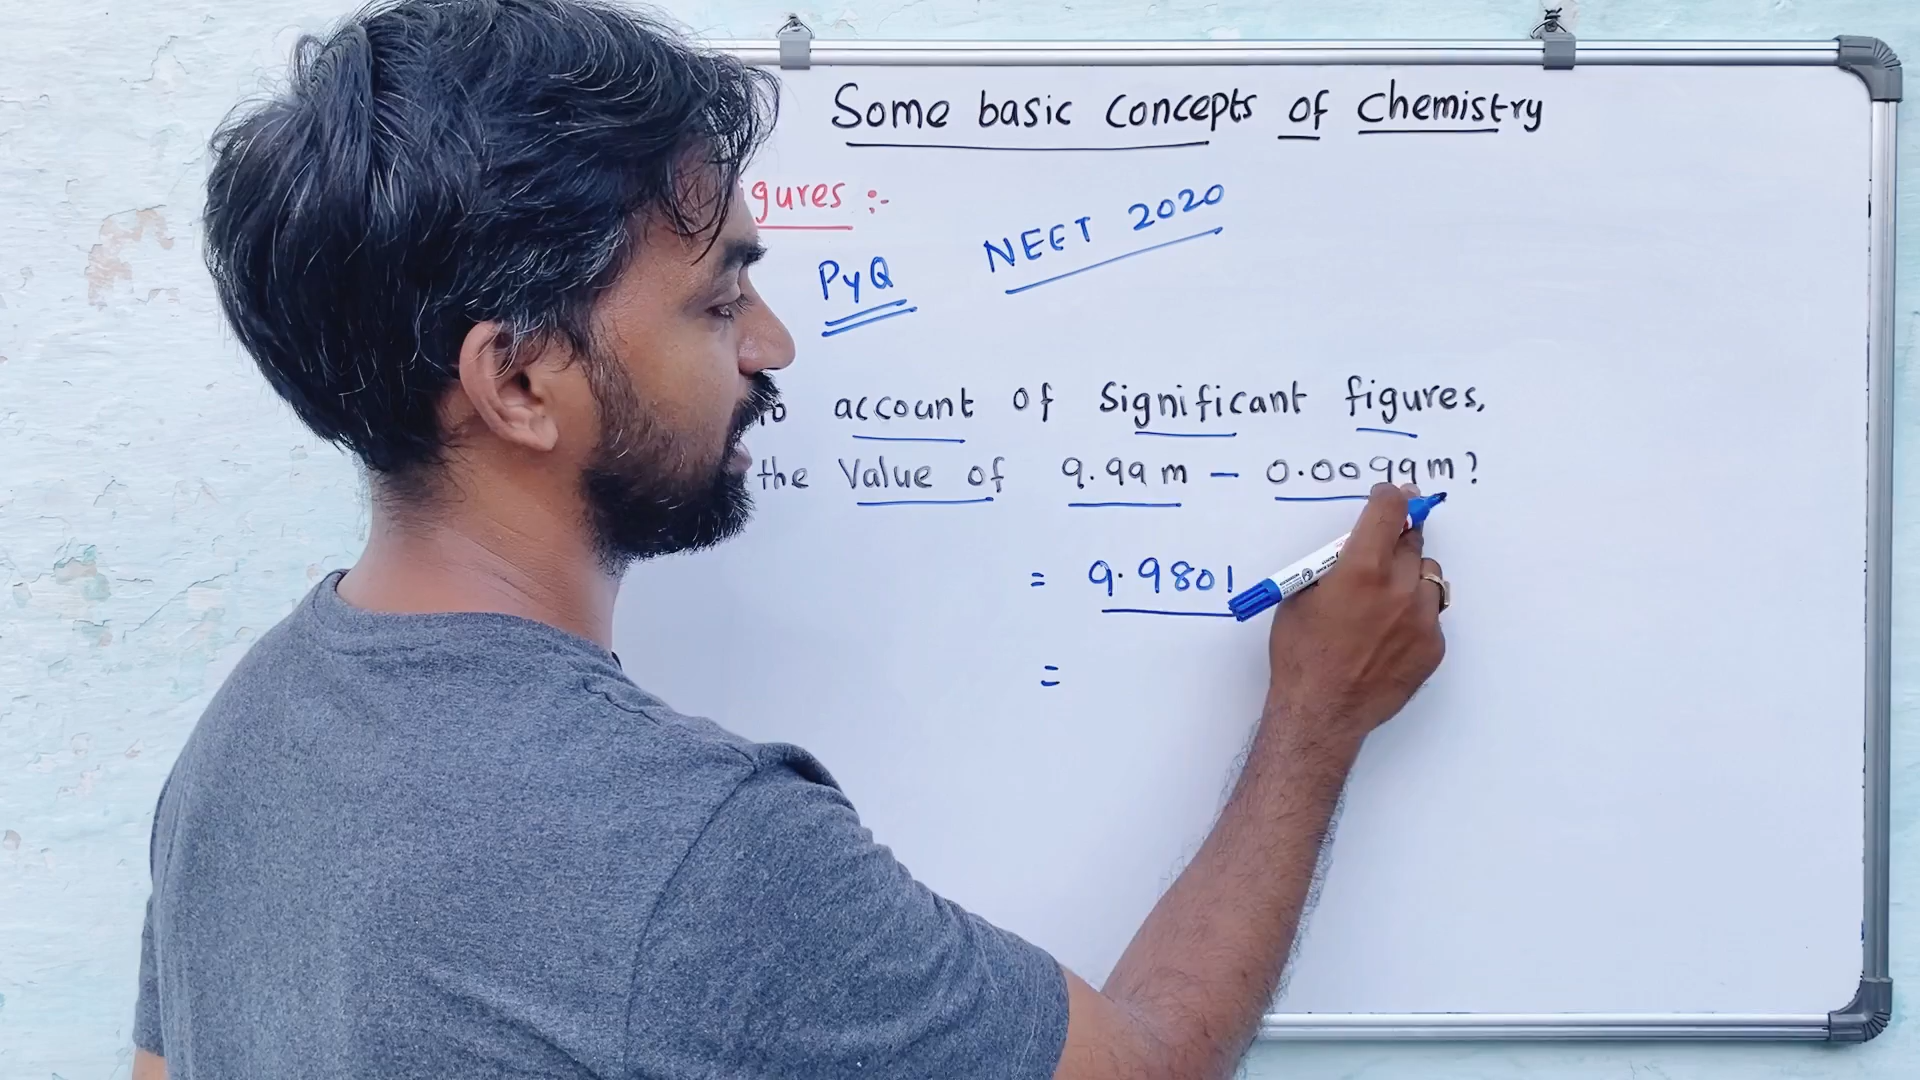 Some basic concepts of chemistry
gures :-
PyQ
NEET 2020
account of significant figures,
the value of 9.99 m - 0.0099m?
= 9.9801
=